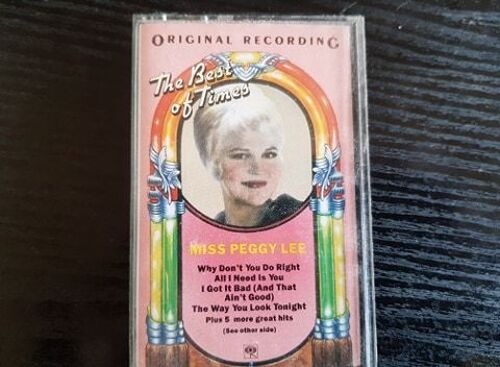 ORIGINAL RECORDING
The Best
of Times
MISS PEGGY LEE
Why Don't You Do Right
All I Need is You
I Got It Bad (And That
Ain't Good)
The Way You Look Tonight
Plus 5 more great hits
(See other side)